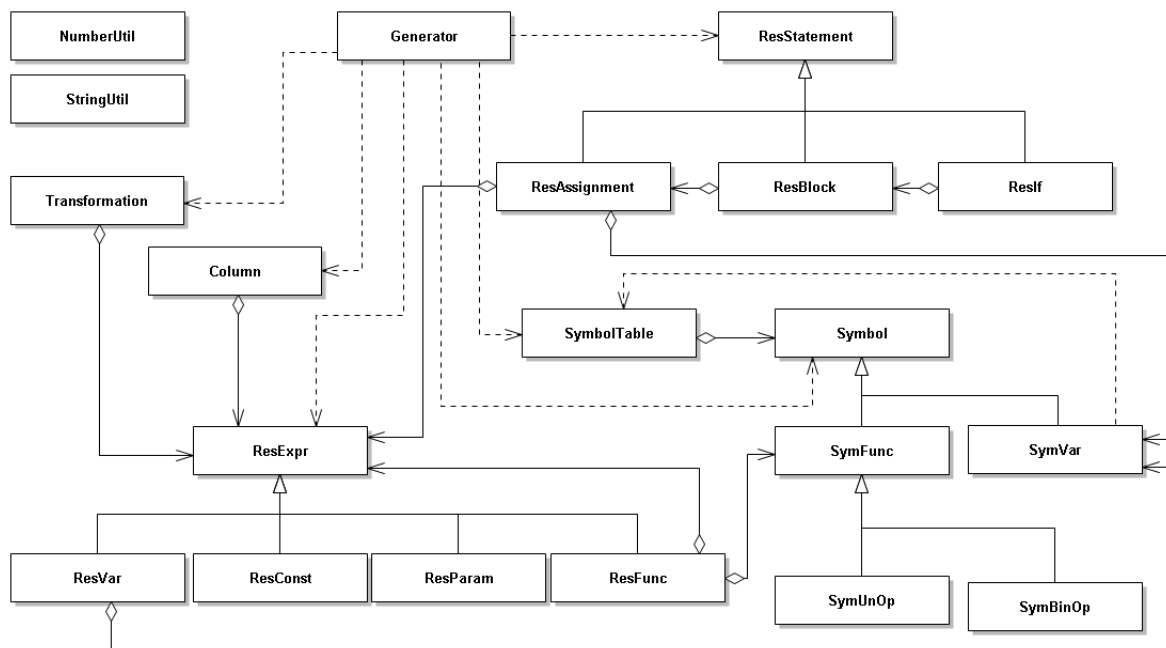 NumberUtil
Generator
ResStatement
StringUtil
Transformation
ResAssignment
ResBlock
ResIf
Column
SymbolTable
Symbol
ResExpr
SymFunc
SymVar
ResVar
ResConst
ResParam
ResFunc
SymUnOp
SymBinOp